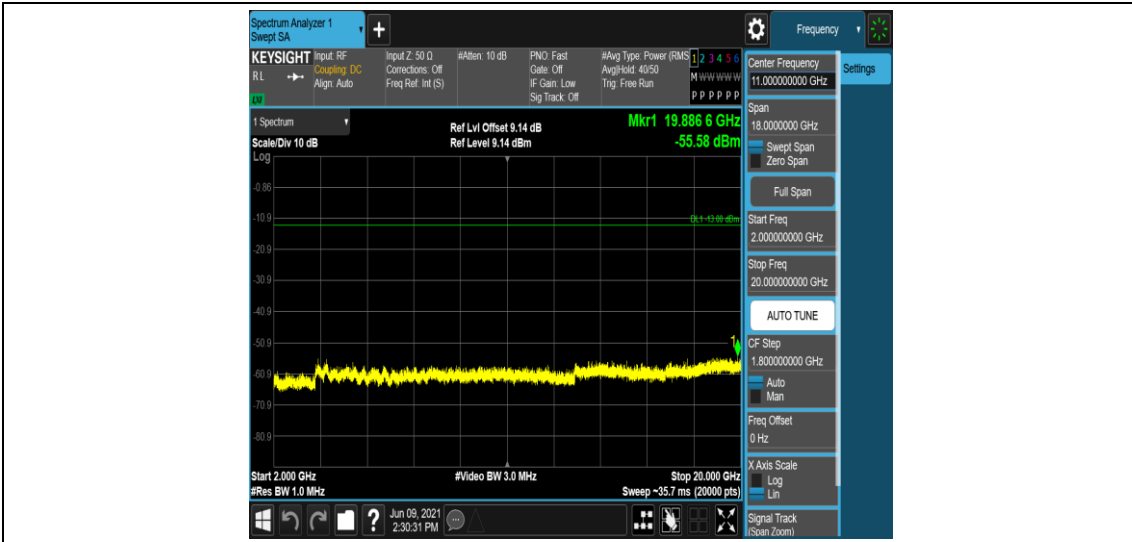 Spectrum Analyzer 1
Swept SA
+
Frequency
KEYSIGHT
RL
LXI
Input: RF
Coupling: DC
Align: Auto
Input Z: 50 Ω
Corrections: Off
Freq Ref: Int (S)
#Atten: 10 dB
PNO: Fast
Gate: Off
IF Gain: Low
Sig Track: Off
#Avg Type: Power (RMS
Avg|Hold: 40/50
Trig: Free Run
1 2 3 4 5 6
M W W W W W
P P P P P P
1 Spectrum
Scale/Div 10 dB
Log
Ref Lvl Offset 9.14 dB
Ref Level 9.14 dBm
Mkr1 19.886 6 GHz
-55.58 dBm
-0.86
-10.9
DL1 -13.00 dBm
-20.9
-30.9
-40.9
-50.9
1
-60.9
-70.9
-80.9
Start 2.000 GHz
#Res BW 1.0 MHz
#Video BW 3.0 MHz
Stop 20.000 GHz
Sweep ~35.7 ms (20000 pts)
?
Jun 09, 2021
2:30:31 PM
Center Frequency
11.000000000 GHz
Settings
Span
18.0000000 GHz
Swept Span
Zero Span
Full Span
Start Freq
2.000000000 GHz
Stop Freq
20.000000000 GHz
AUTO TUNE
CF Step
1.800000000 GHz
Auto
Man
Freq Offset
0 Hz
X Axis Scale
Log
Lin
Signal Track
(Span Zoom)